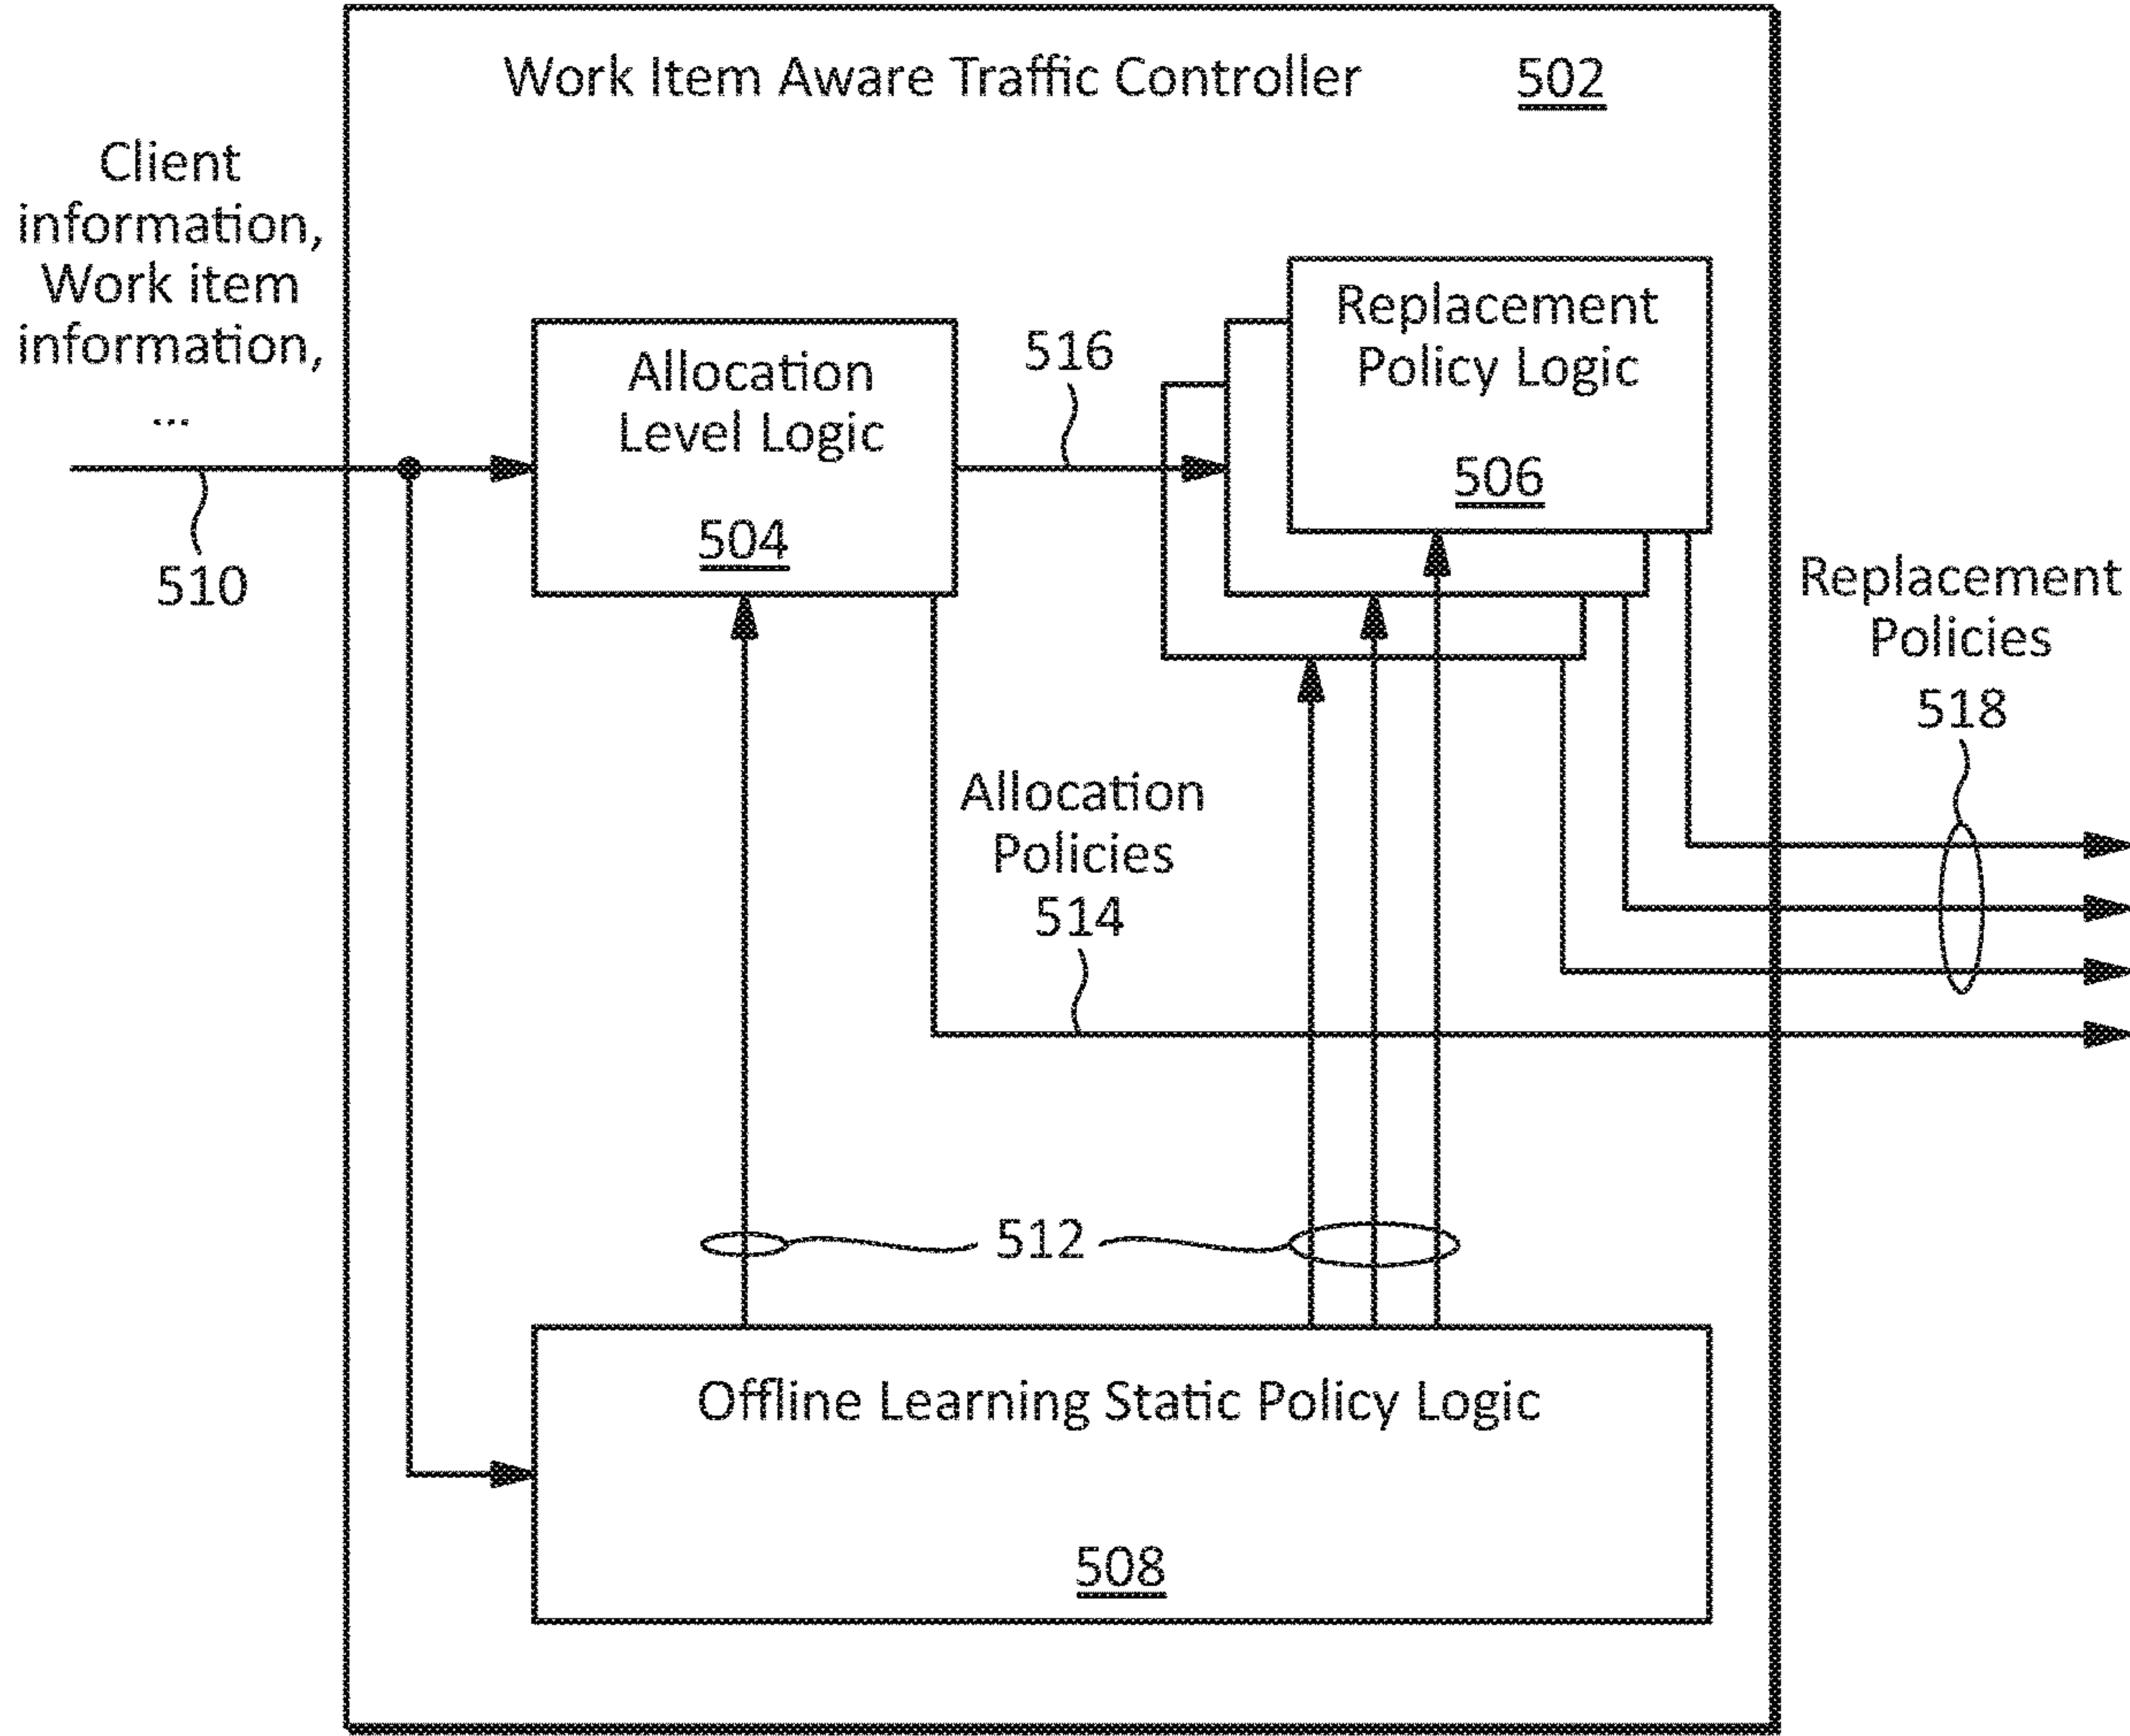 Work Item Aware Traffic Controller 502
Client
information,
Work item
information,
...
510
Allocation
Level Logic
504
516
Replacement
Policy Logic
506
Replacement
Policies
518
Allocation
Policies
514
512
Offline Learning Static Policy Logic
508